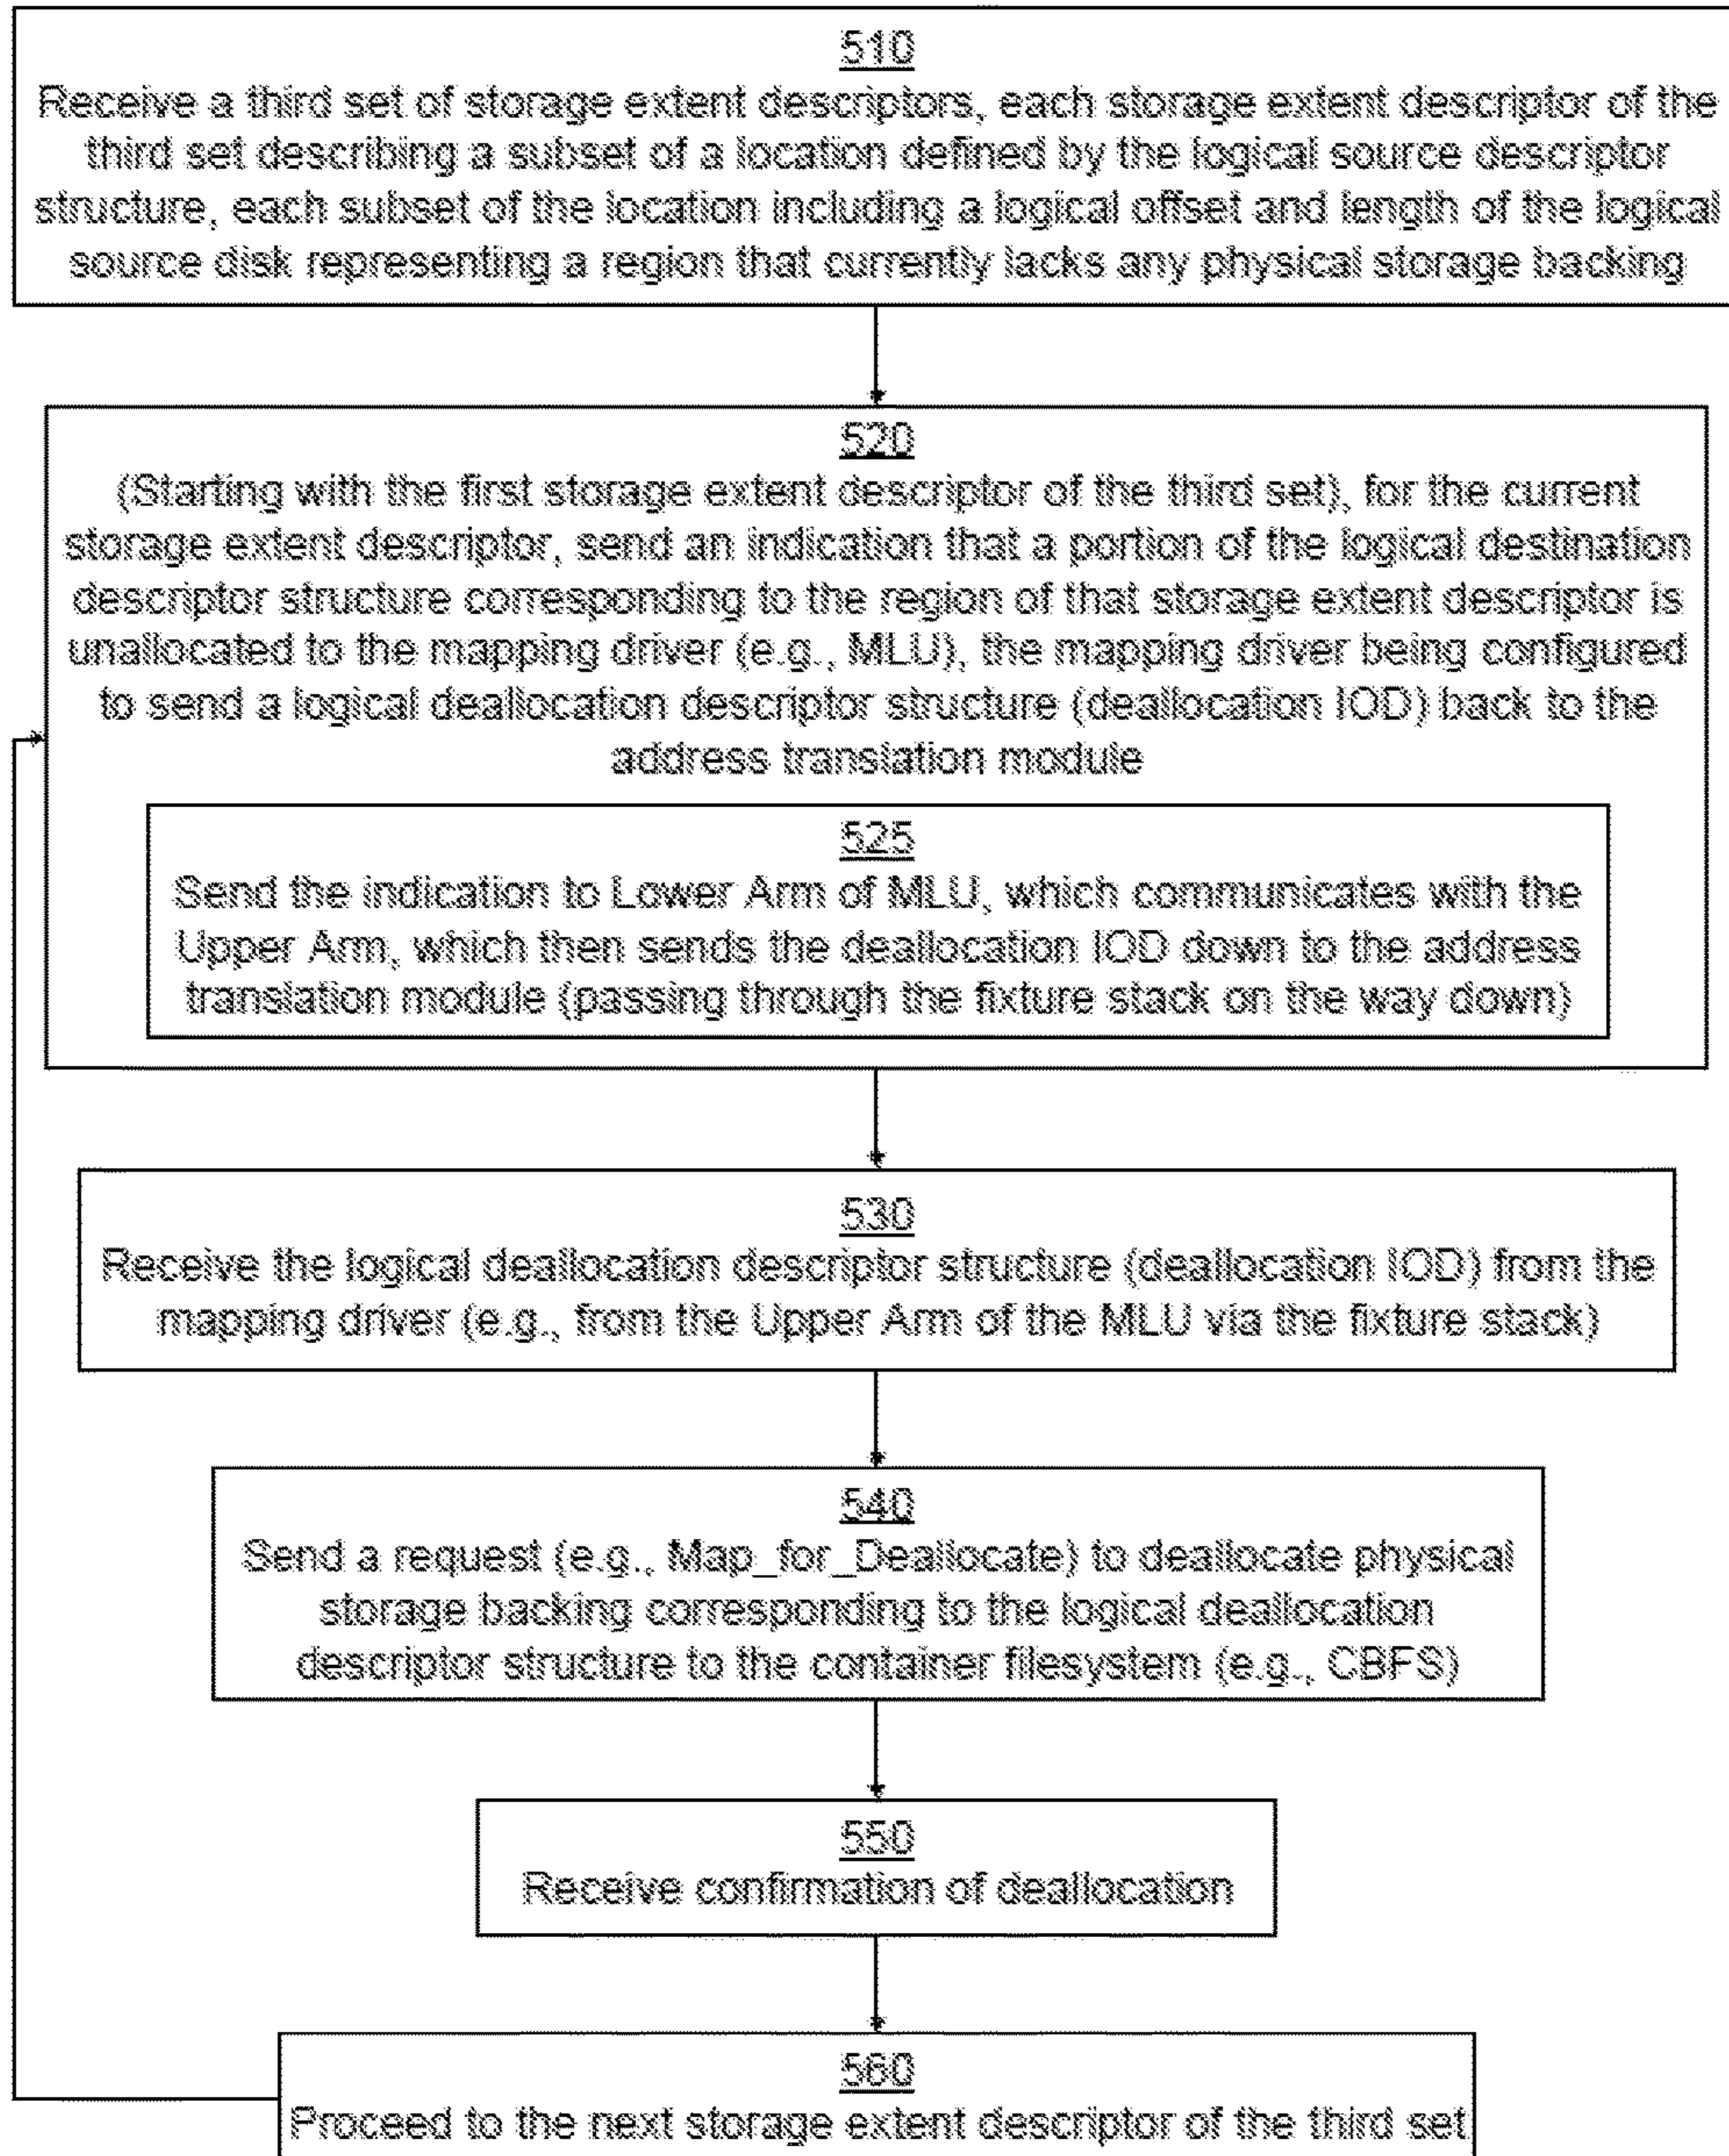 510
Receive a third set of storage extent descriptors, each storage extent descriptor of the
third set describing a subset of a location defined by the logical source descriptor
structure, each subset of the location including a logical offset and length of the logical
source disk representing a region that currently lacks any physical storage backing
520
(Starting with the first storage extent descriptor of the third set), for the current
storage extent descriptor, send an indication that a portion of the logical destination
descriptor structure corresponding to the region of that storage extent descriptor is
unallocated to the mapping driver (e.g., MLU), the mapping driver being configured
to send a logical deallocation descriptor structure (deallocation IOD) back to the
address translation module
525
Send the indication to Lower Arm of MLU, which communicates with the
Upper Arm, which then sends the deallocation IOD down to the address
translation module (passing through the fixture stack on the way down)
530
Receive the logical deallocation descriptor structure (deallocation IOD) from the
mapping driver (e.g., from the Upper Arm of the MLU via the fixture stack)
540
Send a request (e.g., Map_for_Deallocate) to deallocate physical
storage backing corresponding to the logical deallocation
descriptor structure to the container filesystem (e.g., CBFS)
550
Receive confirmation of deallocation
560
Proceed to the next storage extent descriptor of the third set